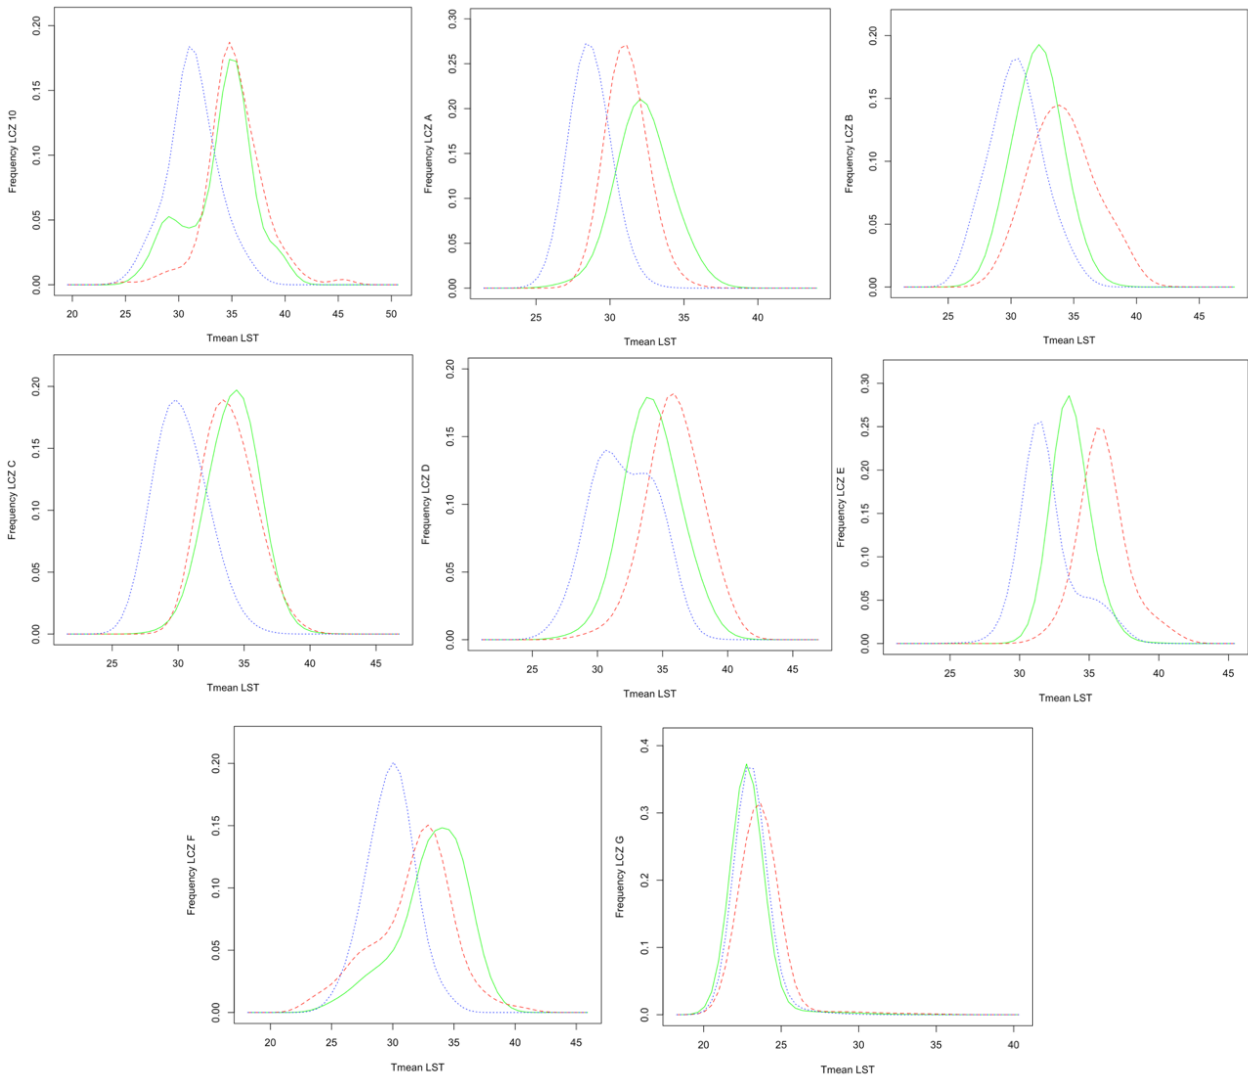 Frequency LCZ 10
0.00 0.05 0.10 0.15 0.20
20 25 30 35 40 45 50
Tmean LST
Frequency LCZ A
0.00 0.05 0.10 0.15 0.20 0.25 0.30
25 30 35 40
Tmean LST
Frequency LCZ B
0.00 0.05 0.10 0.15 0.20
25 30 35 40 45
Tmean LST
Frequency LCZ C
0.00 0.05 0.10 0.15 0.20
25 30 35 40 45
Tmean LST
Frequency LCZ D
0.00 0.05 0.10 0.15 0.20
25 30 35 40 45
Tmean LST
Frequency LCZ E
0.00 0.05 0.10 0.15 0.20 0.25 0.30
25 30 35 40 45
Tmean LST
Frequency LCZ F
0.00 0.05 0.10 0.15 0.20
20 25 30 35 40 45
Tmean LST
Frequency LCZ G
0.0 0.1 0.2 0.3 0.4
20 25 30 35 40
Tmean LST